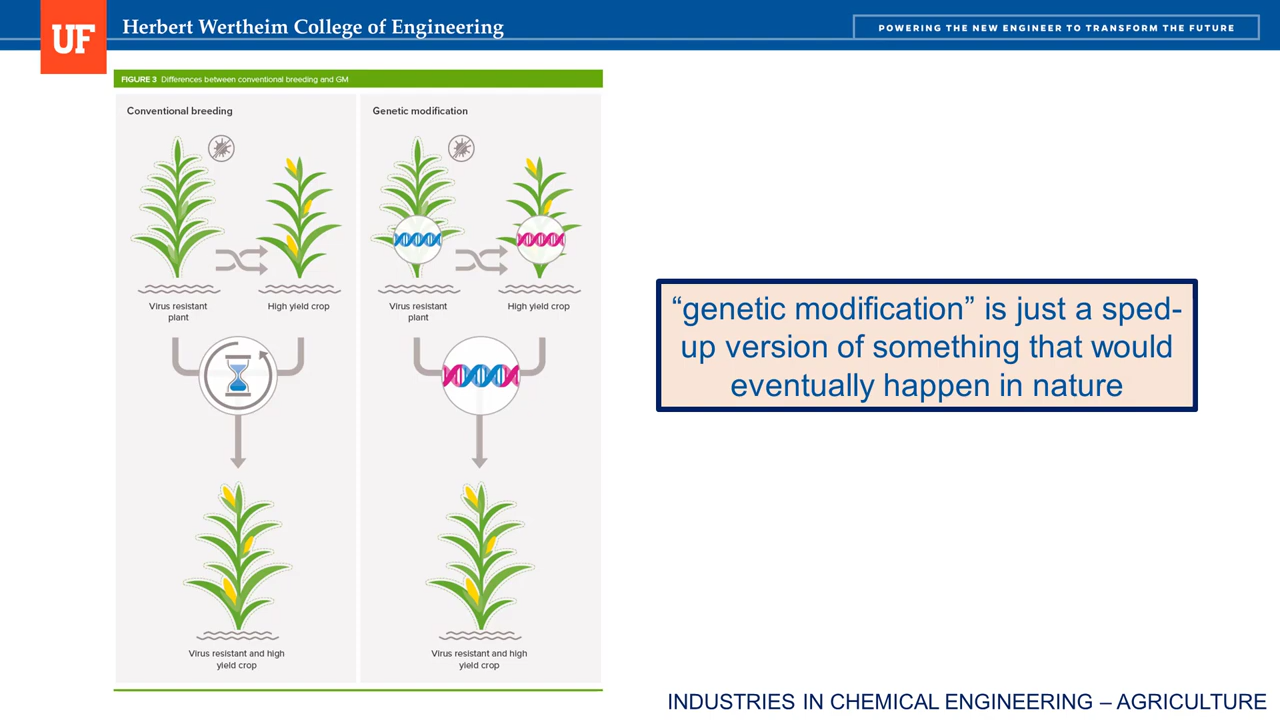 UF
Herbert Wertheim College of Engineering
POWERING THE NEW ENGINEER TO TRANSFORM THE FUTURE
FIGURE 3 Differences between conventional breeding and GM
Conventional breeding
Genetic modification
Virus resistant
plant
High yield crop
Virus resistant
plant
High yield crop
Virus resistant and high
yield crop
Virus resistant and high
yield crop
“genetic modification” is just a sped-
up version of something that would
eventually happen in nature
INDUSTRIES IN CHEMICAL ENGINEERING – AGRICULTURE